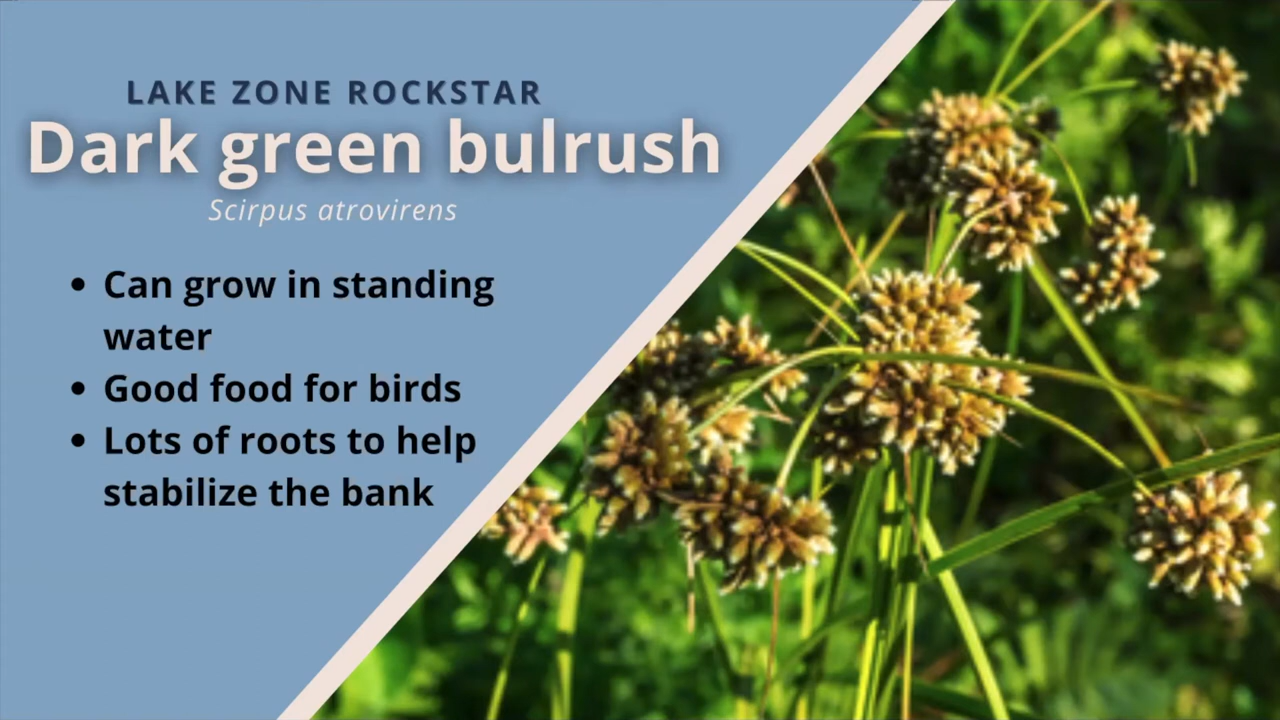 LAKE ZONE ROCKSTAR
Dark green bulrush
Scirpus atrovirens
• Can grow in standing
water
• Good food for birds
• Lots of roots to help
stabilize the bank